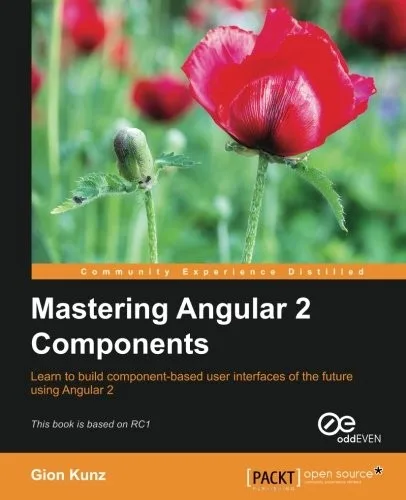 Community Experience Distilled
Mastering Angular 2
Components
Learn to build component-based user interfaces of the future
using Angular 2
This book is based on RC1
oddEVEN
Gion Kunz
[PACKT] open source*
PUBLISHING